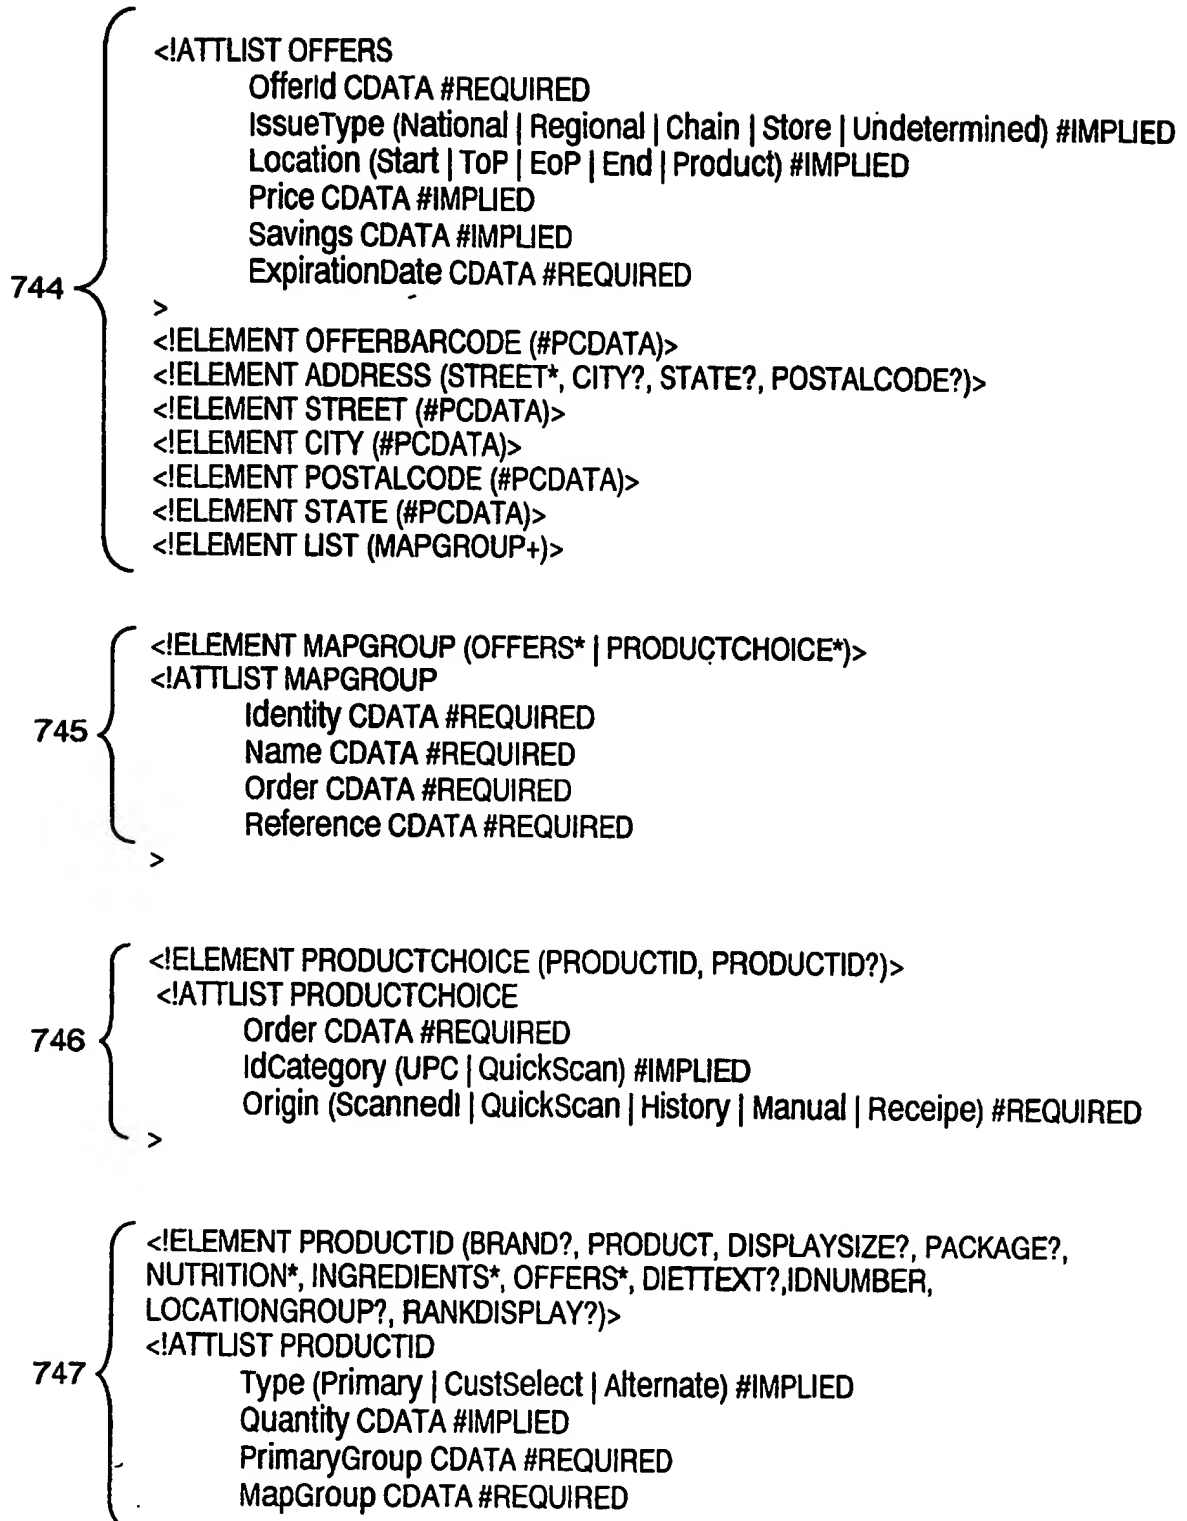 <!ATTLIST OFFERS
OfferId CDATA #REQUIRED
IssueType (National | Regional | Chain | Store | Undetermined) #IMPLIED
Location (Start | ToP | EoP | End | Product) #IMPLIED
Price CDATA #IMPLIED
Savings CDATA #IMPLIED
744
ExpirationDate CDATA #REQUIRED
>
<!ELEMENT OFFERBARCODE (#PCDATA)>
<!ELEMENT ADDRESS (STREET*, CITY?, STATE?, POSTALCODE?)>
<!ELEMENT STREET (#PCDATA)>
<!ELEMENT CITY (#PCDATA)>
<!ELEMENT POSTALCODE (#PCDATA)>
<!ELEMENT STATE (#PCDATA)>
<!ELEMENT LIST (MAPGROUP+)>
<!ELEMENT MAPGROUP (OFFERS* | PRODUCTCHOICE*)>
<!ATTLIST MAPGROUP
Identity CDATA #REQUIRED
745
Name CDATA #REQUIRED
Order CDATA #REQUIRED
Reference CDATA #REQUIRED
>
<!ELEMENT PRODUCTCHOICE (PRODUCTID, PRODUCTID?)>
<!ATTLIST PRODUCTCHOICE
746
Order CDATA #REQUIRED
IdCategory (UPC | QuickScan) #IMPLIED
Origin (ScannedI | QuickScan | History | Manual | Receipe) #REQUIRED
>
<!ELEMENT PRODUCTID (BRAND?, PRODUCT, DISPLAYSIZE?, PACKAGE?,
NUTRITION*, INGREDIENTS*, OFFERS*, DIETTEXT?,IDNUMBER,
LOCATIONGROUP?, RANKDISPLAY?)>
<!ATTLIST PRODUCTID
747
Type (Primary | CustSelect | Alternate) #IMPLIED
Quantity CDATA #IMPLIED
PrimaryGroup CDATA #REQUIRED
MapGroup CDATA #REQUIRED